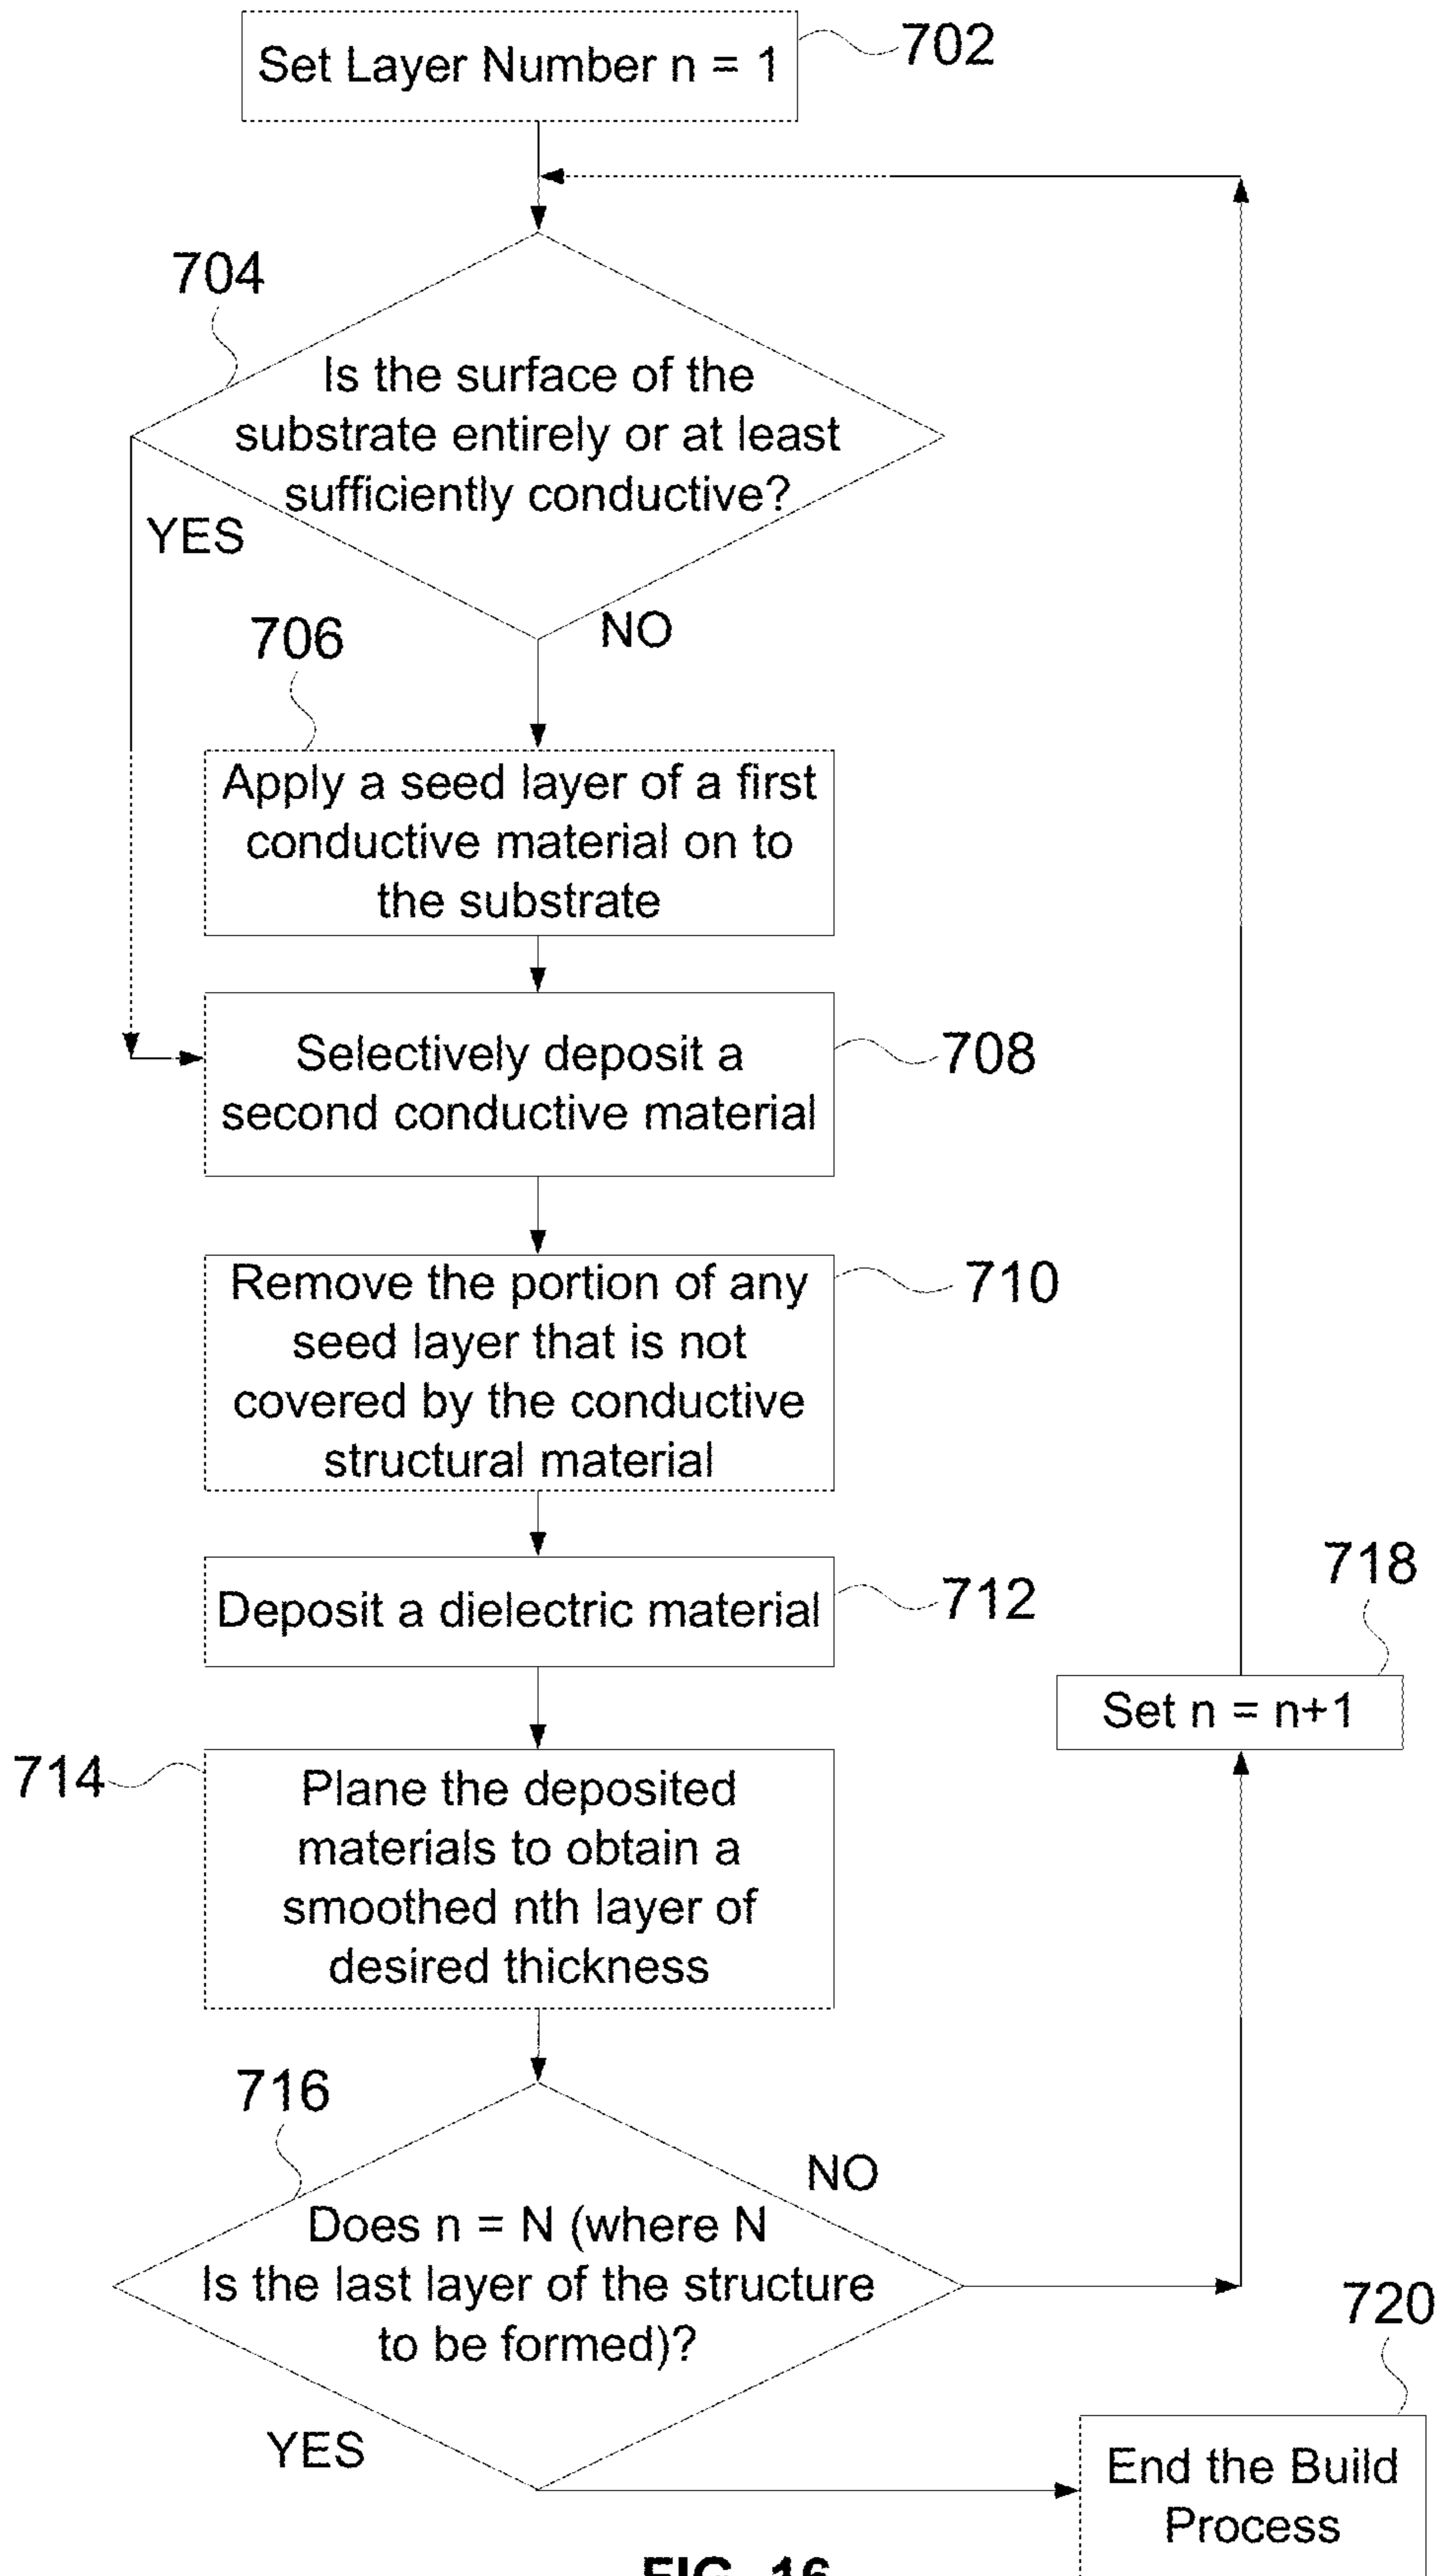 Set Layer Number n = 1
702
704
Is the surface of the
substrate entirely or at least
sufficiently conductive?
YES
NO
706
Apply a seed layer of a first
conductive material on to
the substrate
Selectively deposit a
second conductive material
708
Remove the portion of any
seed layer that is not
covered by the conductive
structural material
710
Deposit a dielectric material
712
718
Set n = n+1
714
Plane the deposited
materials to obtain a
smoothed nth layer of
desired thickness
716
NO
Does n = N (where N
Is the last layer of the structure
to be formed)?
YES
720
End the Build
Process
FIG. 16